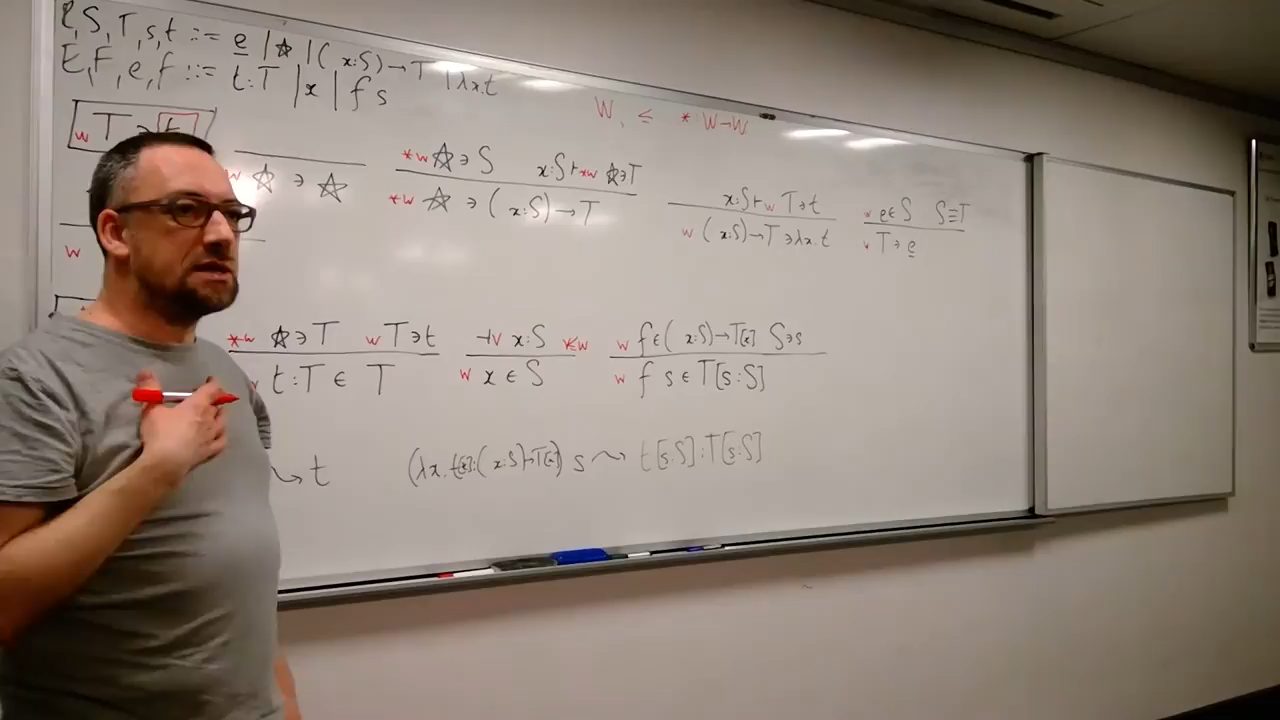 R,S,T,s,t ::= e | ☆ | (x:S)→T | λx.t
E,F,e,f ::= t:T | x | f s
W ≤ *W→W
w T ∋ t
w ☆ ∋ ☆
*w ☆ ∋ S   x:S ⊢ *w ☆ ∋ T
*w ☆ ∋ (x:S)→T
x:S ⊢ w T ∋ t
w (x:S)→T ∋ λx.t
w e ∈ S   S ≡ T
w T ∋ e
w
*w ☆ ∋ T   w T ∋ t
w t:T ∈ T
⊣v x:S   v≤w
w x ∈ S
w f ∈ (x:S)→T[x]   S ∋ s
w f s ∈ T[s:S]
⤳ t
(λx.t[x]:(x:S)→T[x]) s ⤳ t[s:S]:T[s:S]